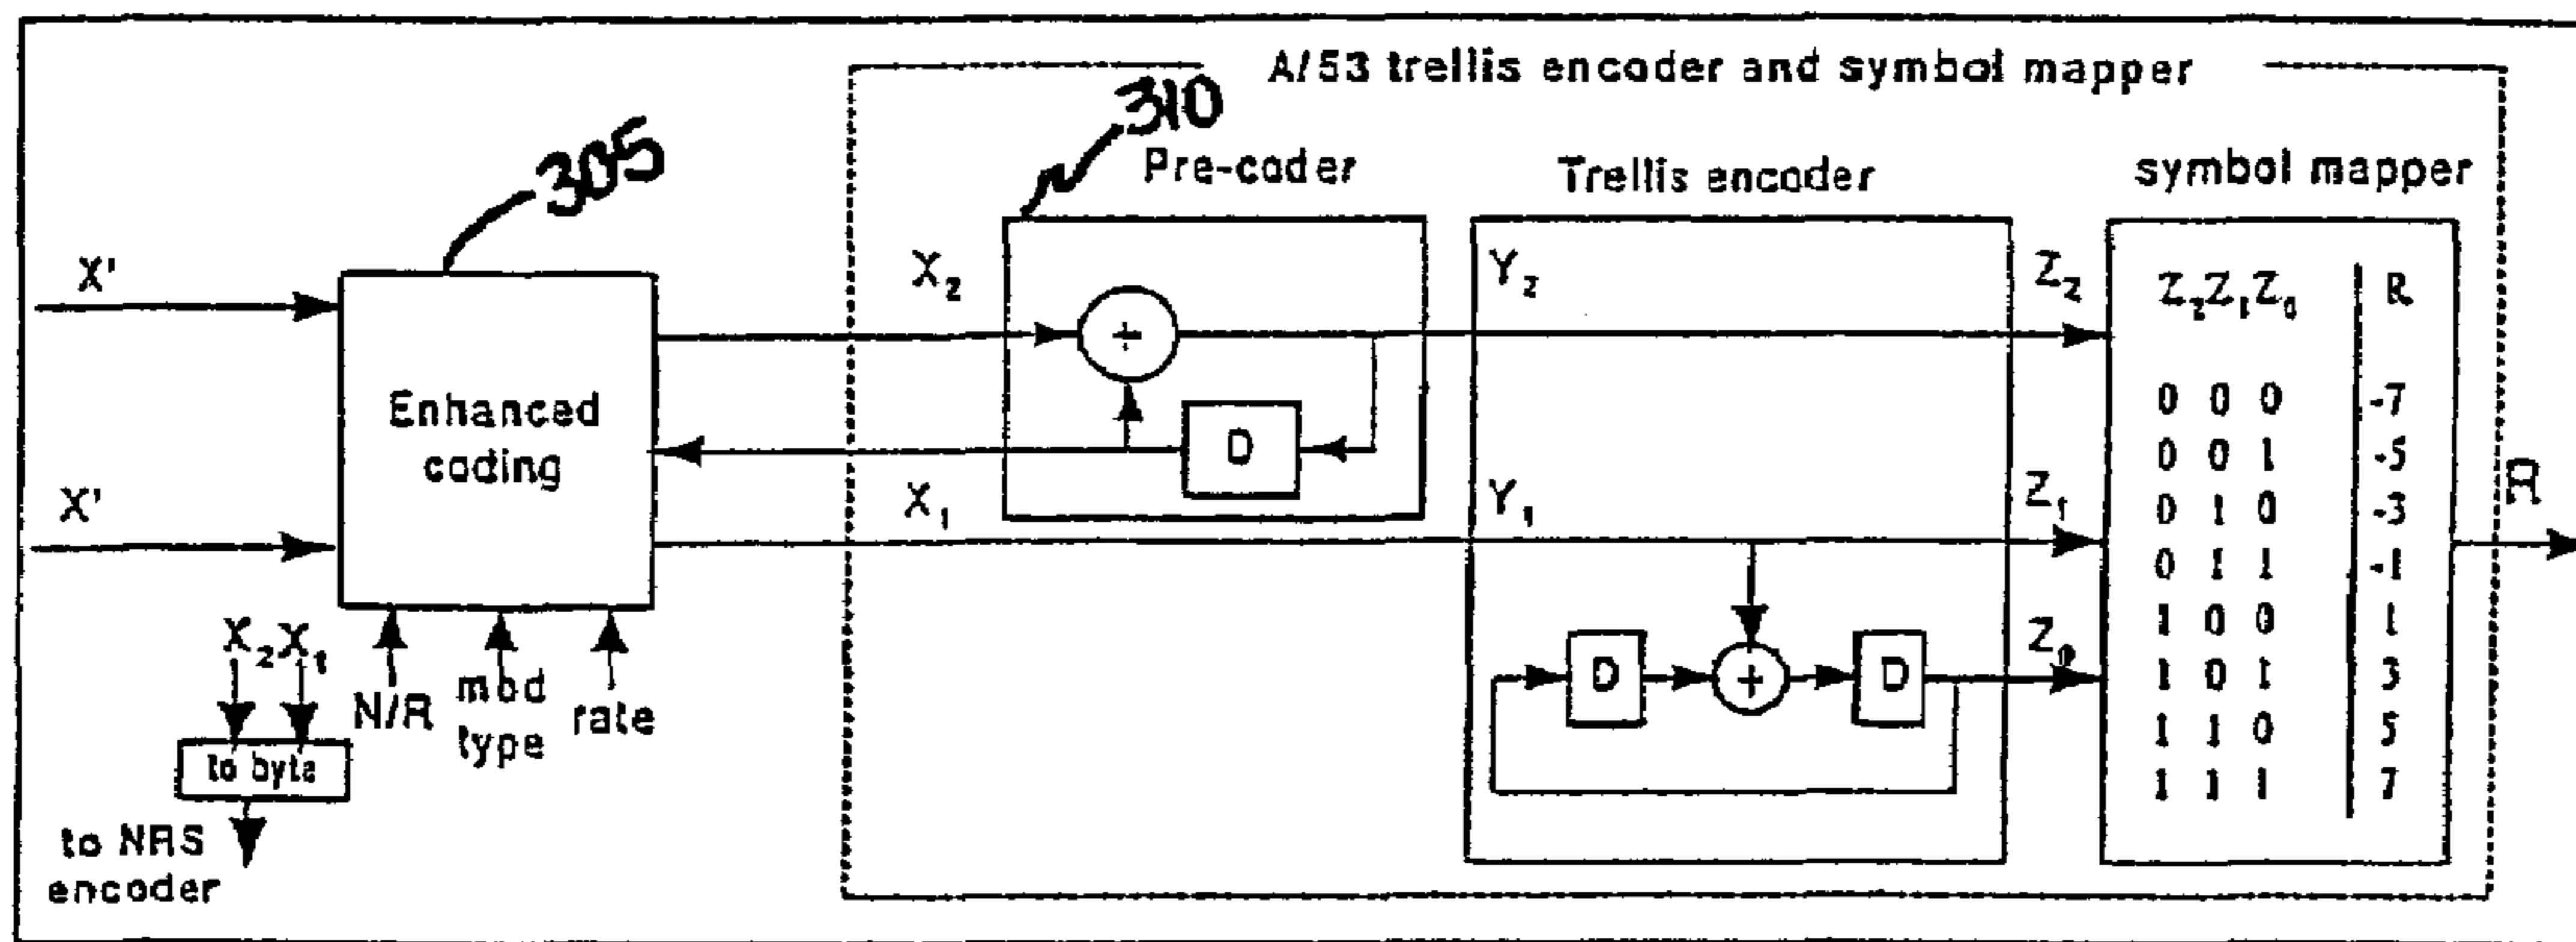 A/53 trellis encoder and symbol mapper
310
305
Pre-coder
Trellis encoder
symbol mapper
X'
X₂
Y₂
Z₂
Z₂Z₁Z₀ R
+
Enhanced
coding
D
0 0 0 -7
0 0 1 -5
0 1 0 -3
0 1 1 -1
1 0 0 1
1 0 1 3
1 1 0 5
1 1 1 7
X'
X₁
Y₁
Z₁
R
X₂X₁
N/R
mod
type
rate
D
+
D
Z₀
to byte
to NRS
encoder